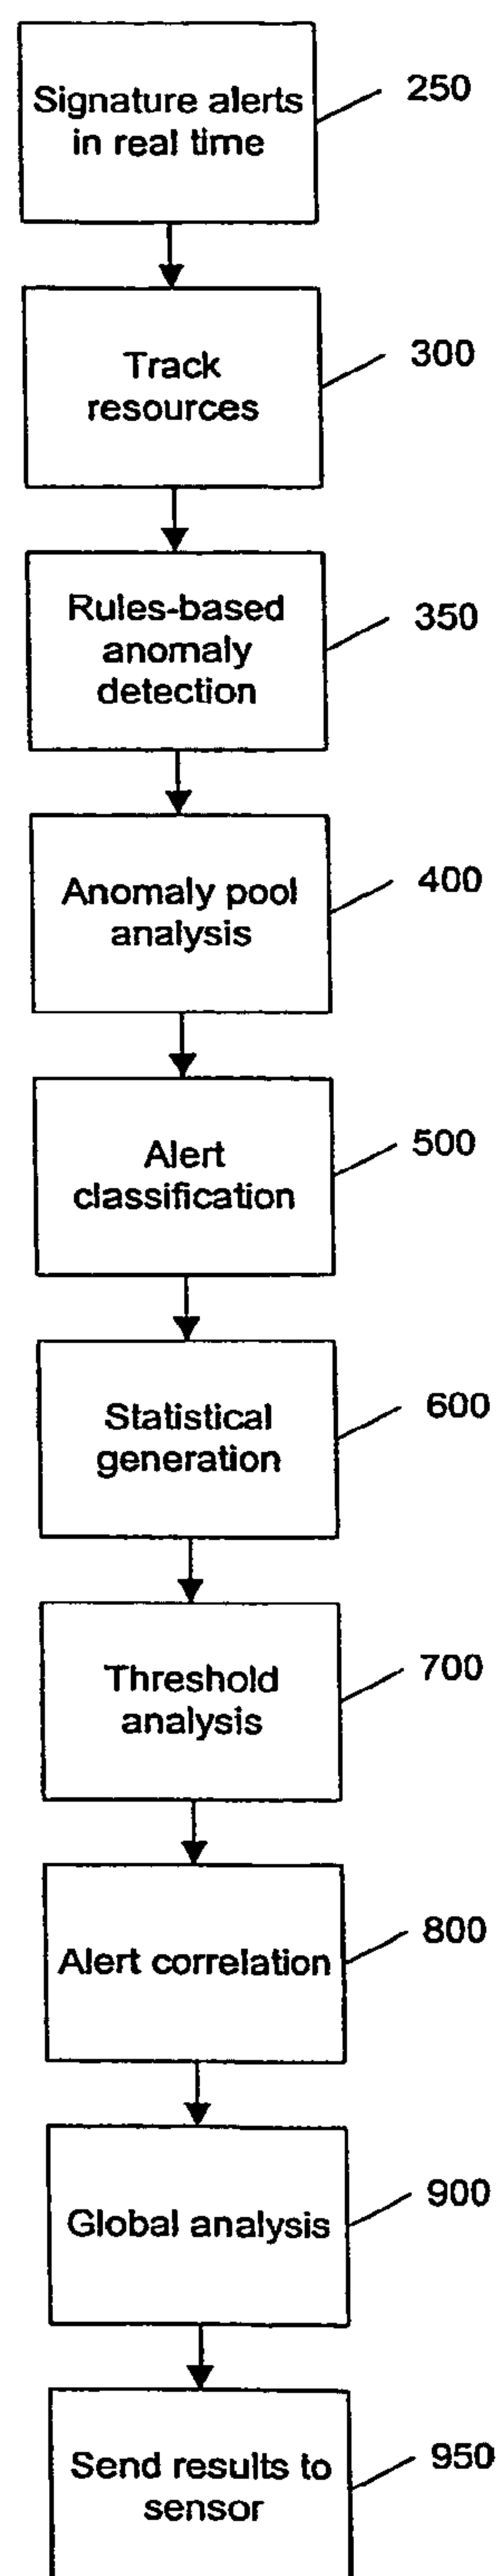 Signature alerts
in real time
250
Track
resources
300
Rules-based
anomaly
detection
350
Anomaly pool
analysis
400
Alert
classification
500
Statistical
generation
600
Threshold
analysis
700
Alert correlation
800
Global analysis
900
Send results to
sensor
950